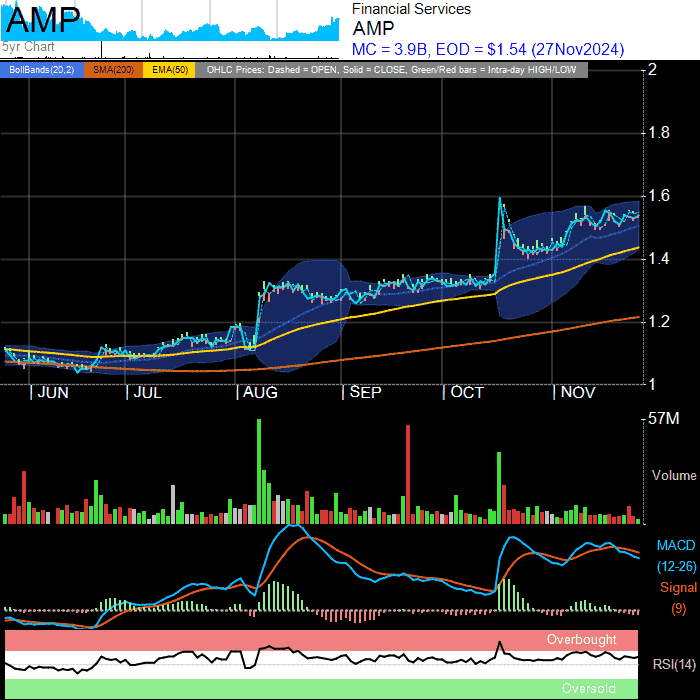 AMP
5yr Chart
Financial Services
AMP
MC = 3.9B, EOD = $1.54 (27Nov2024)
BollBands(20,2) SMA(200) EMA(50) OHLC Prices: Dashed = OPEN, Solid = CLOSE, Green/Red bars = Intra-day HIGH/LOW
2
1.8
1.6
1.4
1.2
1
JUN JUL AUG SEP OCT NOV
57M
Volume
MACD
(12-26)
Signal
(9)
Overbought
RSI(14)
Oversold